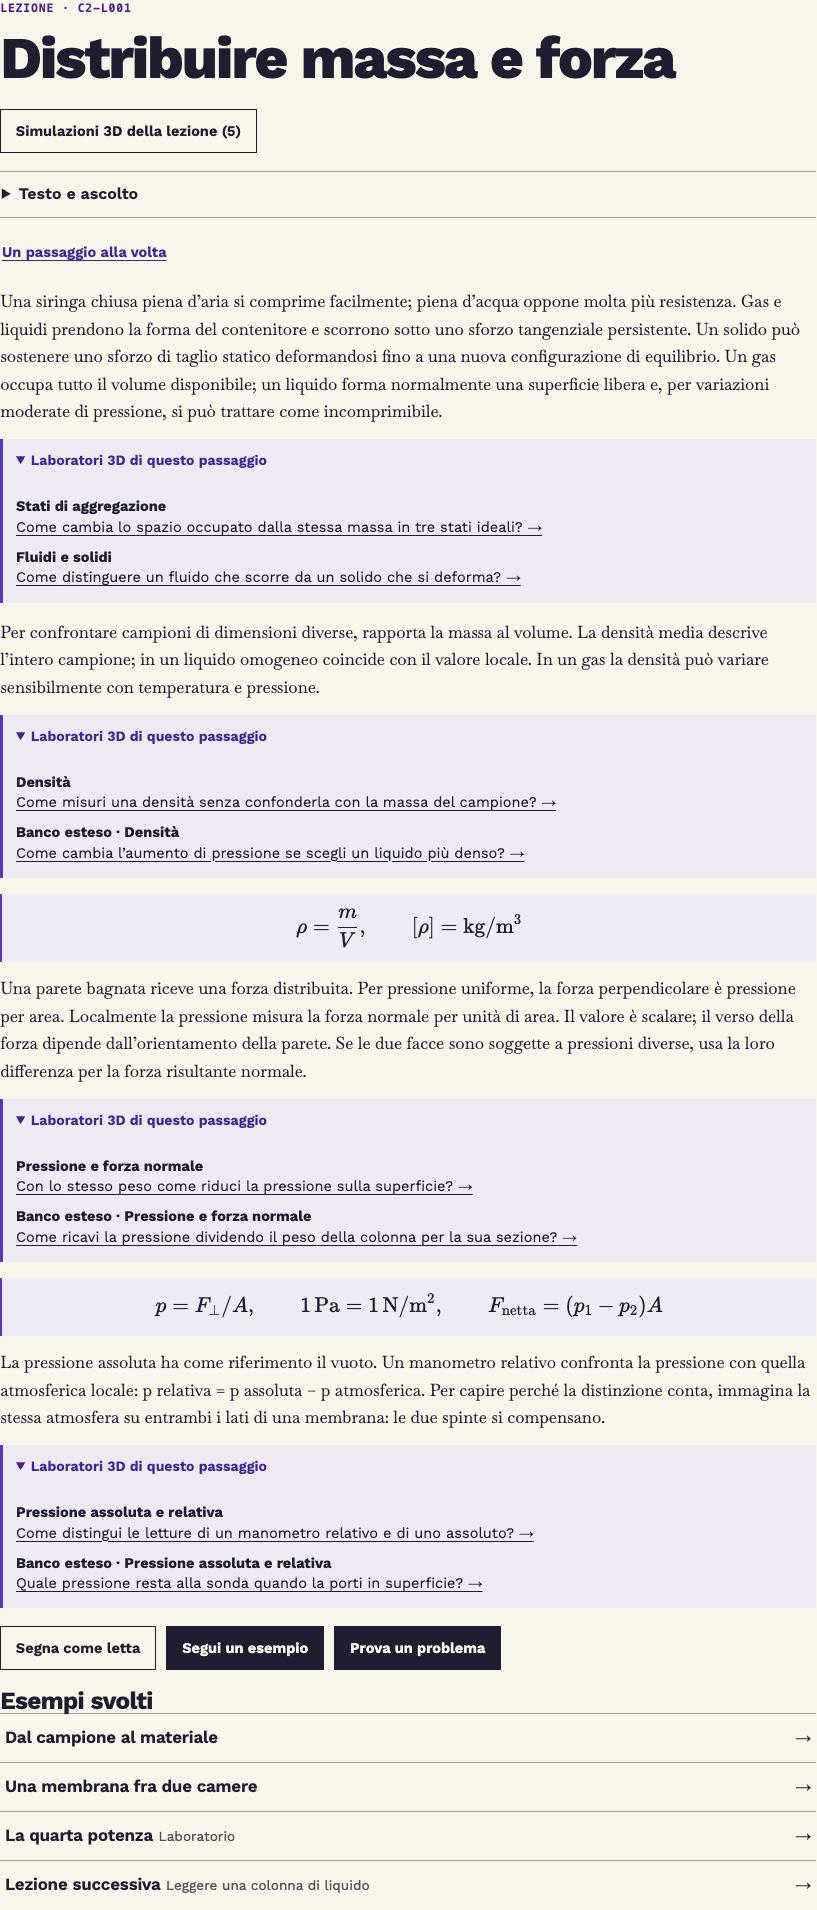 LEZIONE · C2-L001
Distribuire massa e forza
Simulazioni 3D della lezione (5)
▶ Testo e ascolto
Un passaggio alla volta
Una siringa chiusa piena d’aria si comprime facilmente; piena d’acqua oppone molta più resistenza. Gas e
liquidi prendono la forma del contenitore e scorrono sotto uno sforzo tangenziale persistente. Un solido può
sostenere uno sforzo di taglio statico deformandosi fino a una nuova configurazione di equilibrio. Un gas
occupa tutto il volume disponibile; un liquido forma normalmente una superficie libera e, per variazioni
moderate di pressione, si può trattare come incomprimibile.
▼ Laboratori 3D di questo passaggio
Stati di aggregazione
Come cambia lo spazio occupato dalla stessa massa in tre stati ideali? →
Fluidi e solidi
Come distinguere un fluido che scorre da un solido che si deforma? →
Per confrontare campioni di dimensioni diverse, rapporta la massa al volume. La densità media descrive
l’intero campione; in un liquido omogeneo coincide con il valore locale. In un gas la densità può variare
sensibilmente con temperatura e pressione.
▼ Laboratori 3D di questo passaggio
Densità
Come misuri una densità senza confonderla con la massa del campione? →
Banco esteso · Densità
Come cambia l’aumento di pressione se scegli un liquido più denso? →
ρ = m/V, [ρ] = kg/m³
Una parete bagnata riceve una forza distribuita. Per pressione uniforme, la forza perpendicolare è pressione
per area. Localmente la pressione misura la forza normale per unità di area. Il valore è scalare; il verso della
forza dipende dall’orientamento della parete. Se le due facce sono soggette a pressioni diverse, usa la loro
differenza per la forza risultante normale.
▼ Laboratori 3D di questo passaggio
Pressione e forza normale
Con lo stesso peso come riduci la pressione sulla superficie? →
Banco esteso · Pressione e forza normale
Come ricavi la pressione dividendo il peso della colonna per la sua sezione? →
p = F⊥/A, 1 Pa = 1 N/m², F_netta = (p₁ − p₂)A
La pressione assoluta ha come riferimento il vuoto. Un manometro relativo confronta la pressione con quella
atmosferica locale: p relativa = p assoluta − p atmosferica. Per capire perché la distinzione conta, immagina la
stessa atmosfera su entrambi i lati di una membrana: le due spinte si compensano.
▼ Laboratori 3D di questo passaggio
Pressione assoluta e relativa
Come distingui le letture di un manometro relativo e di uno assoluto? →
Banco esteso · Pressione assoluta e relativa
Quale pressione resta alla sonda quando la porti in superficie? →
Segna come letta Segui un esempio Prova un problema
Esempi svolti
Dal campione al materiale →
Una membrana fra due camere →
La quarta potenza Laboratorio →
Lezione successiva Leggere una colonna di liquido →